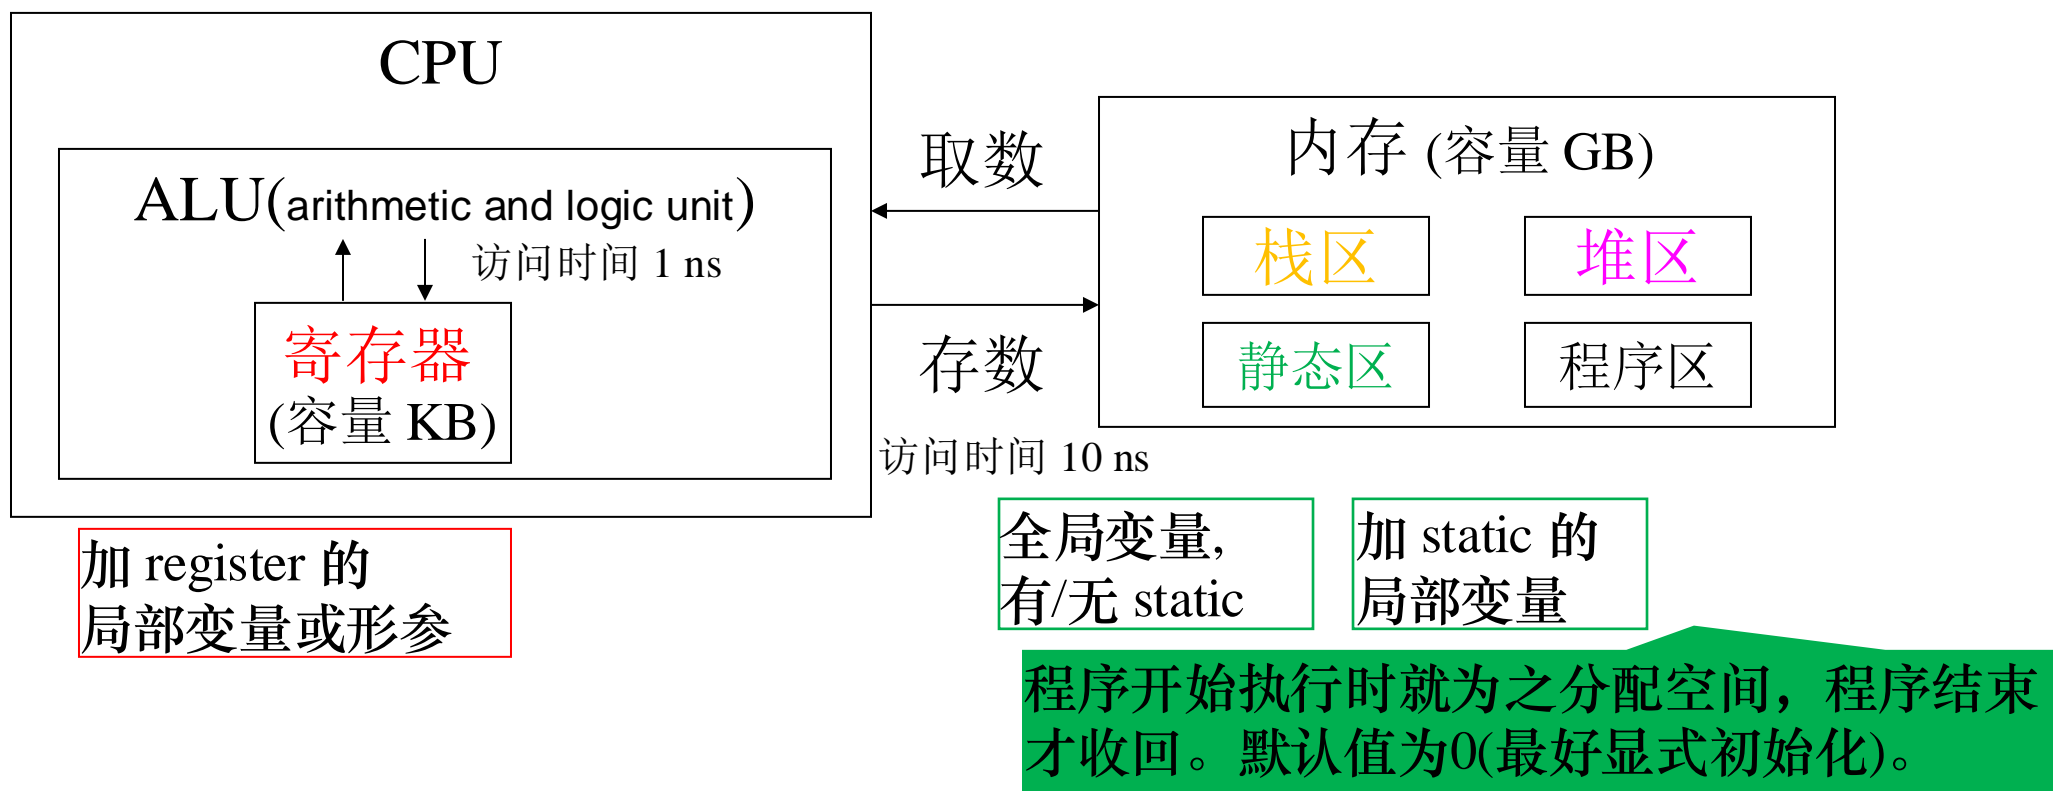 CPU
ALU(arithmetic and logic unit)
访问时间 1 ns
寄存器
(容量 KB)
取数
存数
访问时间 10 ns
内存 (容量 GB)
栈区
堆区
静态区
程序区
加 register 的
局部变量或形参
全局变量,
有/无 static
加 static 的
局部变量
程序开始执行时就为之分配空间，程序结束
才收回。默认值为0(最好显式初始化)。